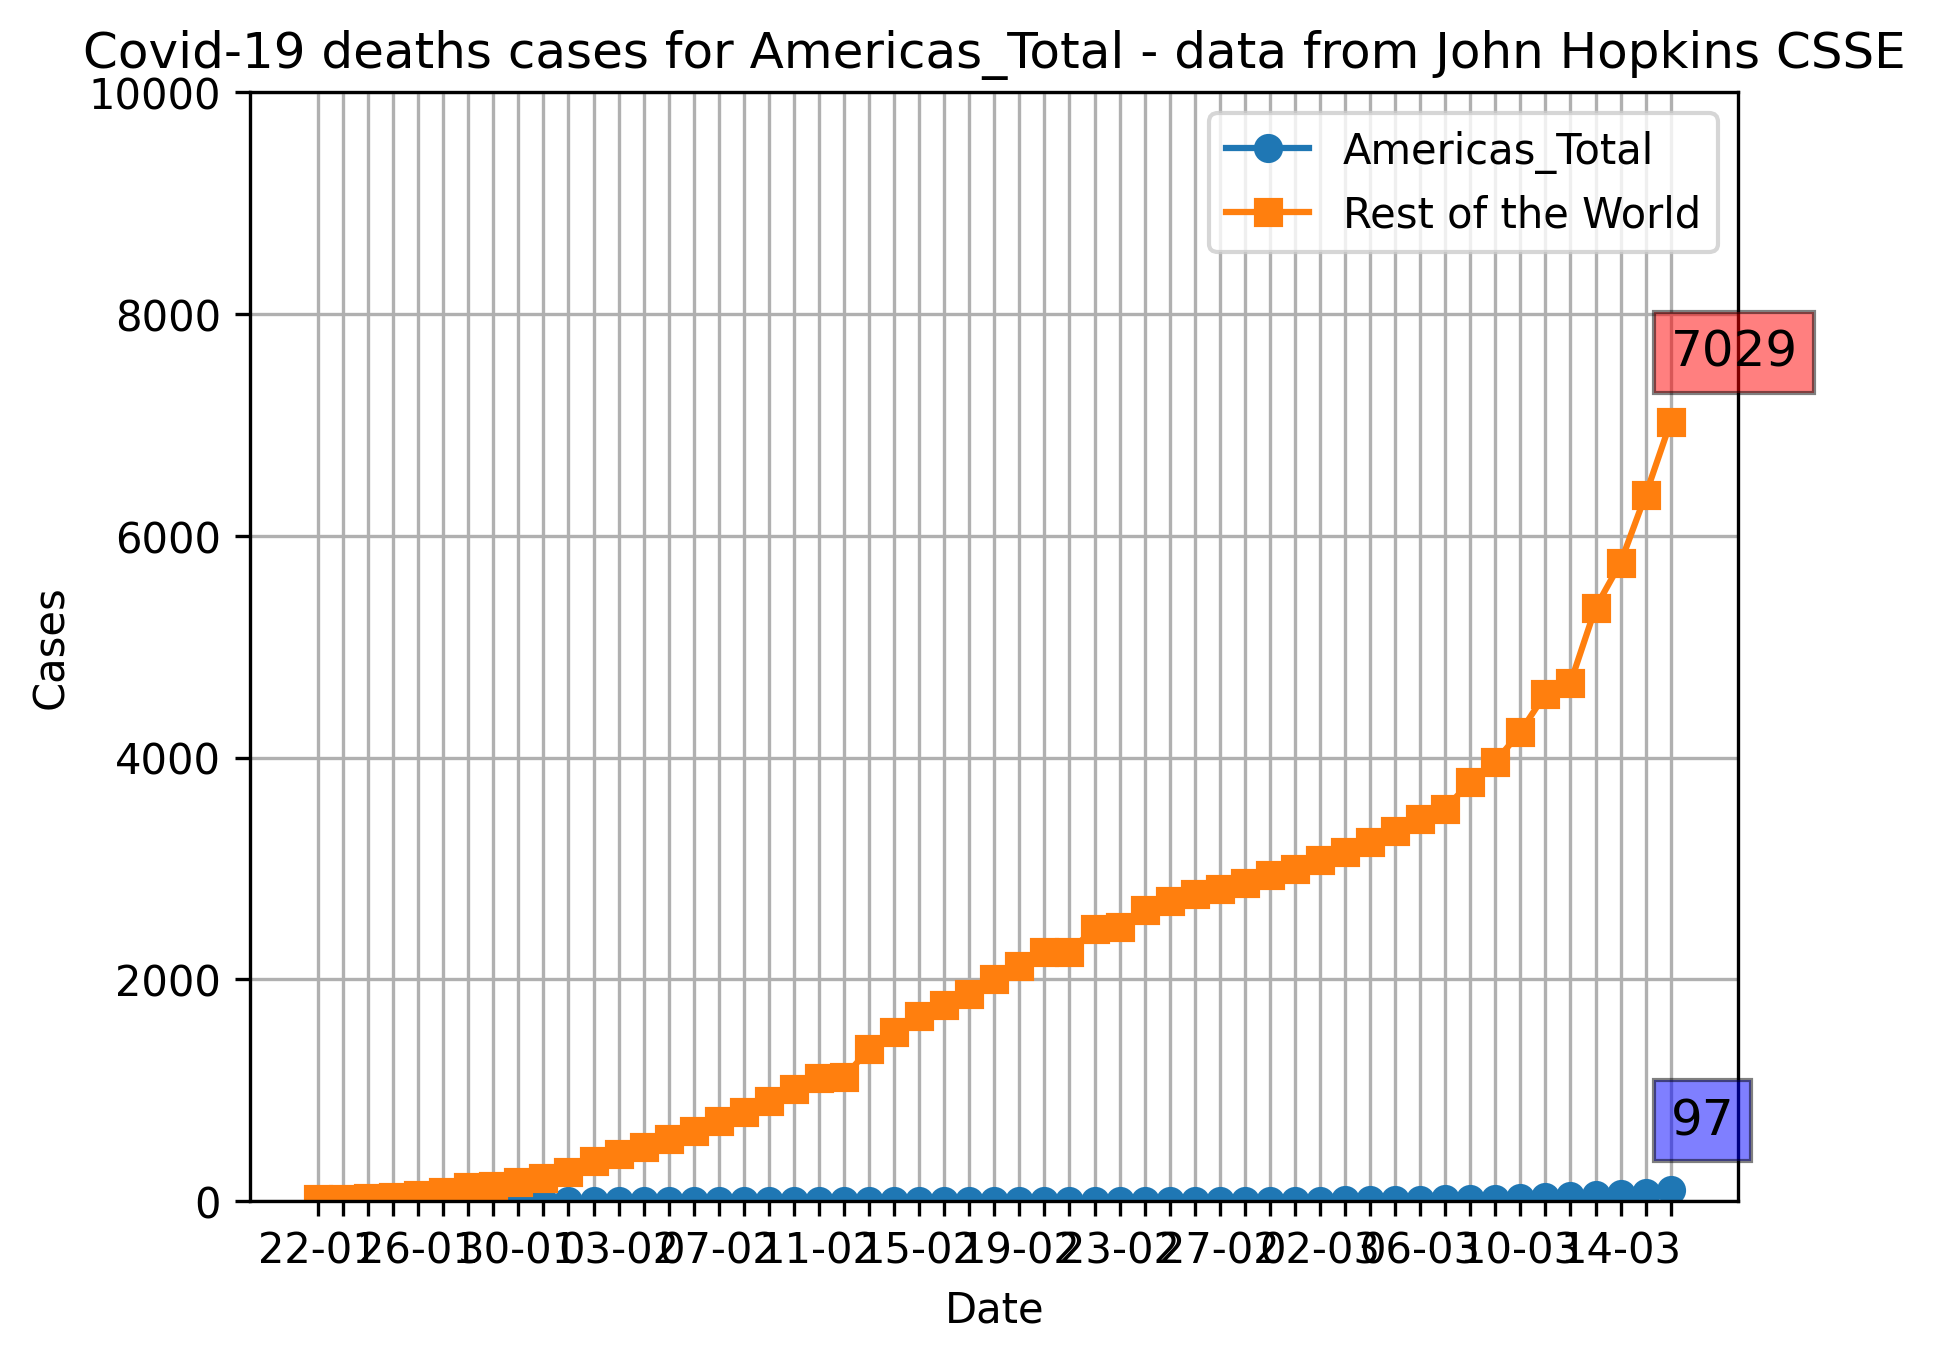 Covid-19 deaths cases for Americas_Total - data from John Hopkins CSSE
10000
8000
6000
4000
2000
0
Cases
Americas_Total
Rest of the World
7029
97
22-01 26-01 30-01 03-02 07-02 11-02 15-02 19-02 23-02 27-02 02-03 06-03 10-03 14-03
Date